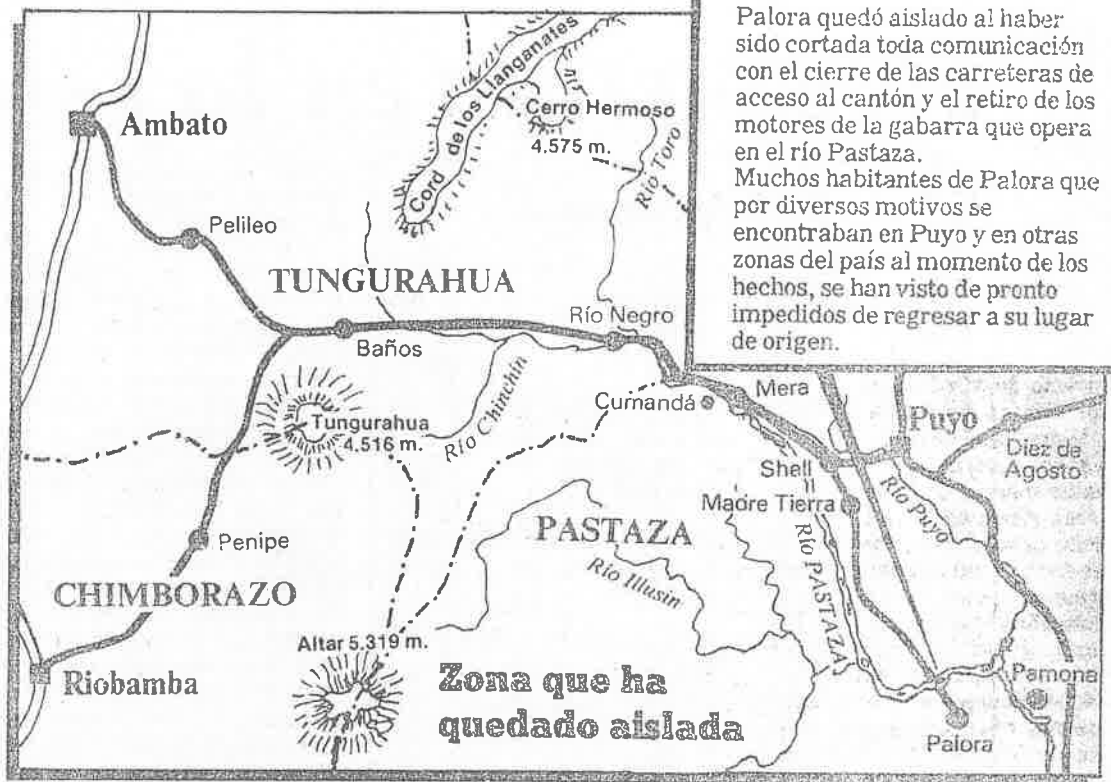 Palora quedó aislado al haber
sido cortada toda comunicación
con el cierre de las carreteras de
acceso al cantón y el retiro de los
motores de la gabarra que opera
en el río Pastaza.
Muchos habitantes de Palora que
por diversos motivos se
encontraban en Puyo y en otras
zonas del país al momento de los
hechos, se han visto de pronto
impedidos de regresar a su lugar
de origen.
Cord de los Llanganates
Cerro Hermoso
4.575 m.
Ambato
Río Toro
Pelileo
TUNGURAHUA
Río Negro
Baños
Mera
Cumandá
Río Chinchin
Tungurahua
4.516 m.
Puyo
Diez de
Agosto
Shell
Madre Tierra
Río Puyo
PASTAZA
Río PASTAZA
Penipe
Río Illusin
CHIMBORAZO
Altar 5.319 m.
Riobamba
Zona que ha
quedado aislada
Pamona
Palora